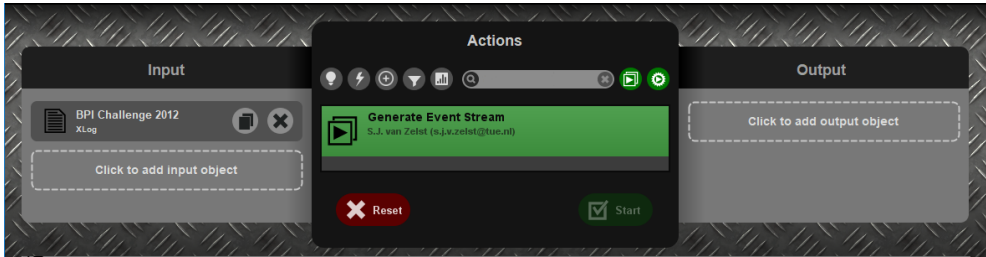 Actions
Input
Output
BPI Challenge 2012
XLog
Generate Event Stream
S.J. van Zelst (s.j.v.zelst@tue.nl)
Click to add output object
Click to add input object
Reset
Start